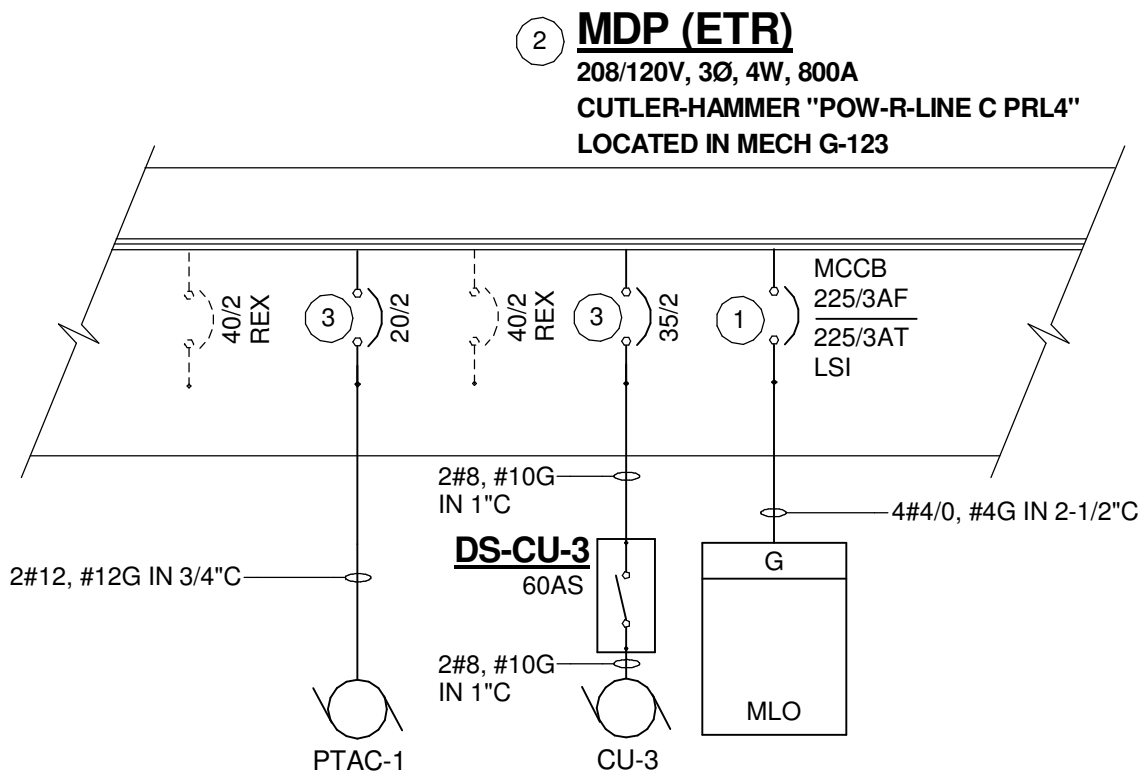 2
MDP (ETR)
208/120V, 3Ø, 4W, 800A
CUTLER-HAMMER "POW-R-LINE C PRL4"
LOCATED IN MECH G-123
40/2
REX
3
20/2
40/2
REX
3
35/2
1
MCCB
225/3AF
225/3AT
LSI
2#8, #10G
IN 1"C
4#4/0, #4G IN 2-1/2"C
DS-CU-3
60AS
2#12, #12G IN 3/4"C
G
2#8, #10G
IN 1"C
MLO
PTAC-1
CU-3